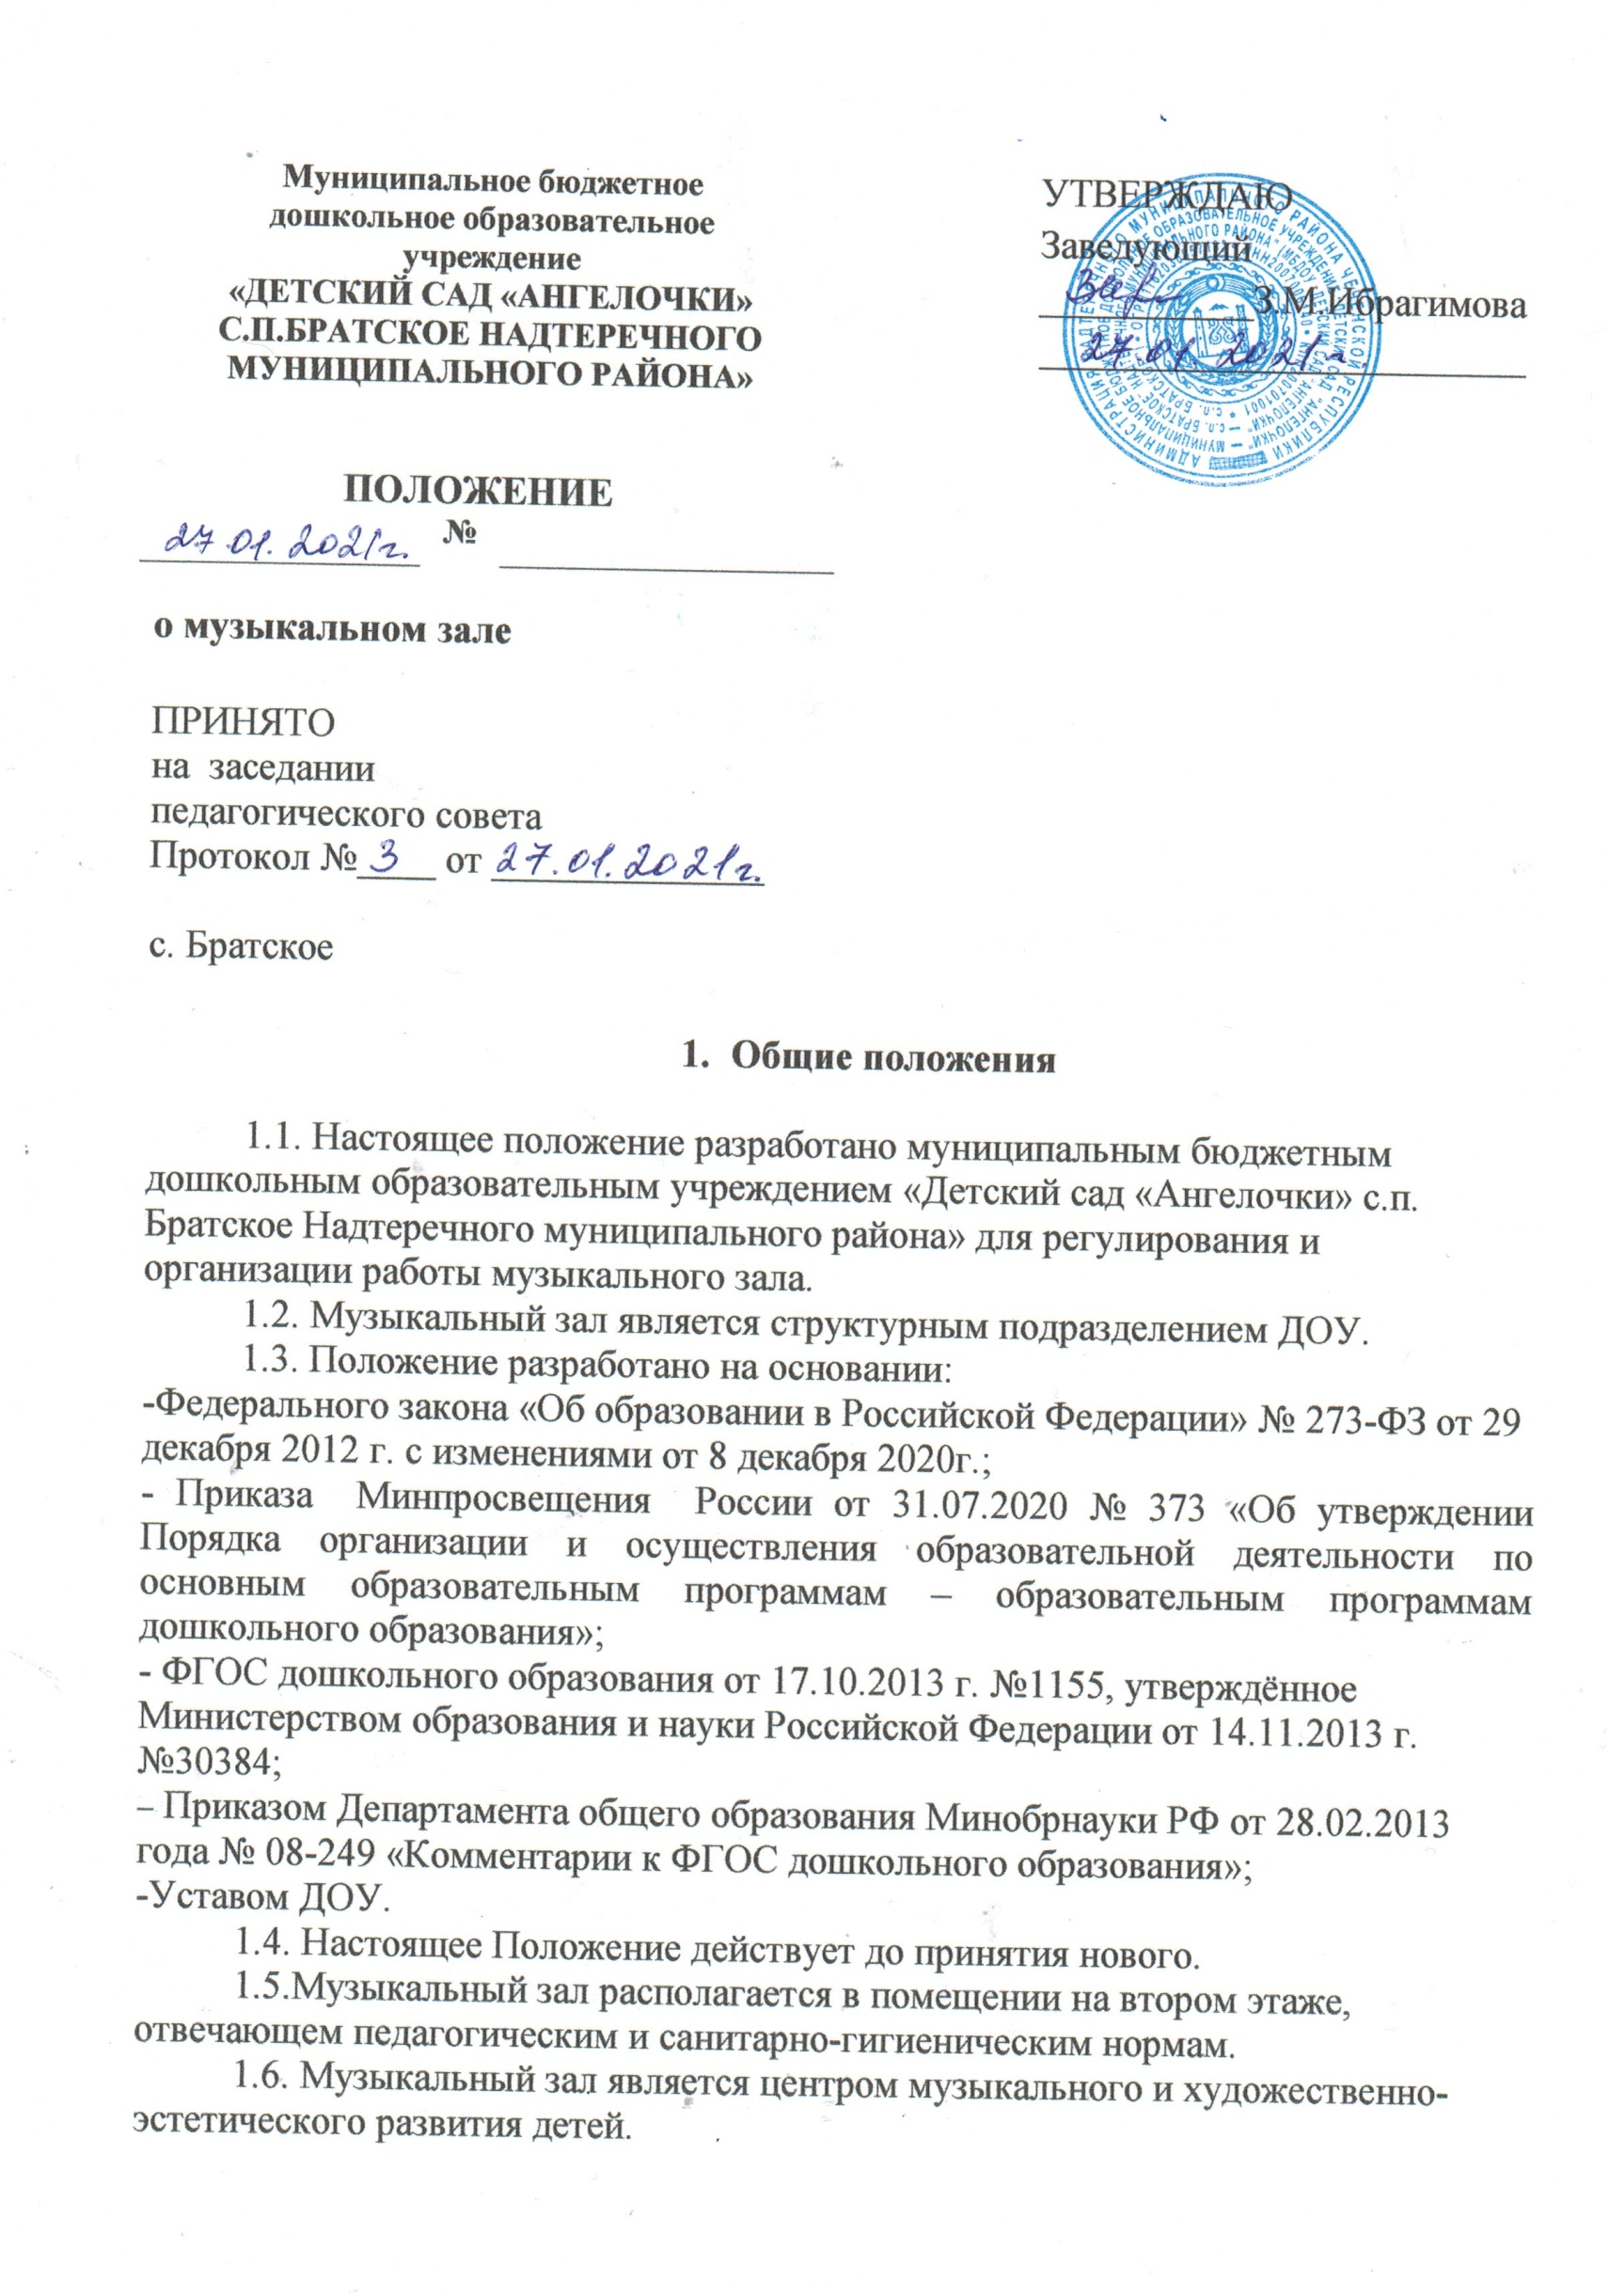 Муниципальное бюджетное
дошкольное образовательное
учреждение
«ДЕТСКИЙ САД «АНГЕЛОЧКИ»
С.П.БРАТСКОЕ НАДТЕРЕЧНОГО
МУНИЦИПАЛЬНОГО РАЙОНА»
УТВЕРЖДАЮ
Заведующий
З.М.Ибрагимова
27.01 2021г
ПОЛОЖЕНИЕ
27.01.2021г. №
о музыкальном зале
ПРИНЯТО
на заседании
педагогического совета
Протокол № 3 от 27.01.2021г.
с. Братское
1. Общие положения
1.1. Настоящее положение разработано муниципальным бюджетным
дошкольным образовательным учреждением «Детский сад «Ангелочки» с.п.
Братское Надтеречного муниципального района» для регулирования и
организации работы музыкального зала.
1.2. Музыкальный зал является структурным подразделением ДОУ.
1.3. Положение разработано на основании:
-Федерального закона «Об образовании в Российской Федерации» № 273-ФЗ от 29
декабря 2012 г. с изменениями от 8 декабря 2020г.;
- Приказа Минпросвещения России от 31.07.2020 № 373 «Об утверждении
Порядка организации и осуществления образовательной деятельности по
основным образовательным программам – образовательным программам
дошкольного образования»;
- ФГОС дошкольного образования от 17.10.2013 г. №1155, утверждённое
Министерством образования и науки Российской Федерации от 14.11.2013 г.
№30384;
– Приказом Департамента общего образования Минобрнауки РФ от 28.02.2013
года № 08-249 «Комментарии к ФГОС дошкольного образования»;
-Уставом ДОУ.
1.4. Настоящее Положение действует до принятия нового.
1.5.Музыкальный зал располагается в помещении на втором этаже,
отвечающем педагогическим и санитарно-гигиеническим нормам.
1.6. Музыкальный зал является центром музыкального и художественно-
эстетического развития детей.